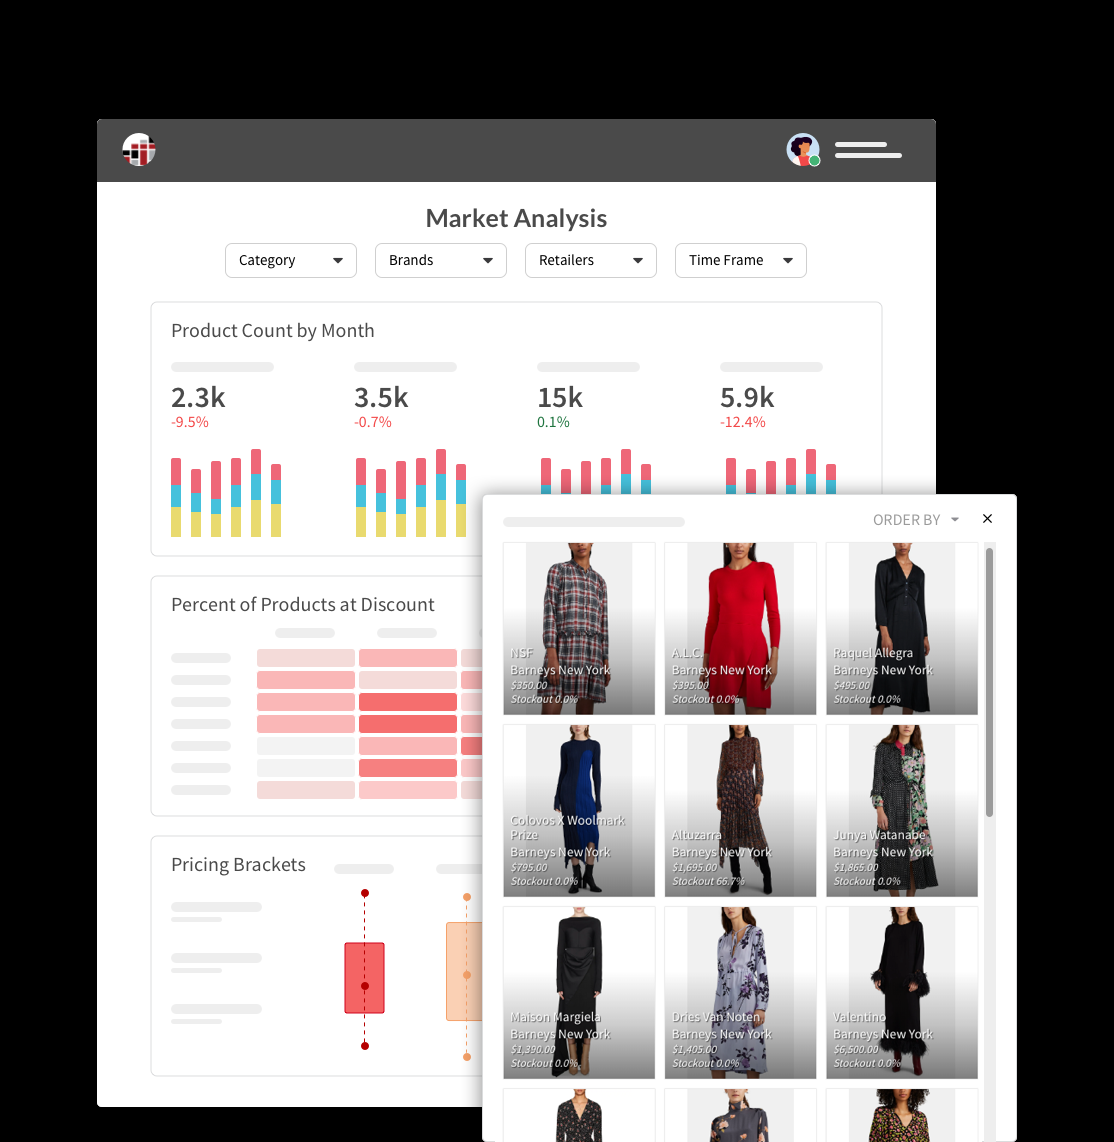 Market Analysis
Category
Brands
Retailers
Time Frame
Product Count by Month
2.3k
-9.5%
3.5k
-0.7%
15k
0.1%
5.9k
-12.4%
Percent of Products at Discount
Pricing Brackets
ORDER BY
NSF
Barneys New York
$350.00
Stockout 0.0%
A.L.C.
Barneys New York
$395.00
Stockout 0.0%
Raquel Allegra
Barneys New York
$495.00
Stockout 0.0%
Colovos X Woolmark
Prize
Barneys New York
$795.00
Stockout 0.0%
Altuzarra
Barneys New York
$1,695.00
Stockout 66.7%
Junya Watanabe
Barneys New York
$1,865.00
Stockout 0.0%
Maison Margiela
Barneys New York
$1,390.00
Stockout 0.0%
Dries Van Noten
Barneys New York
$1,405.00
Stockout 0.0%
Valentino
Barneys New York
$6,500.00
Stockout 0.0%